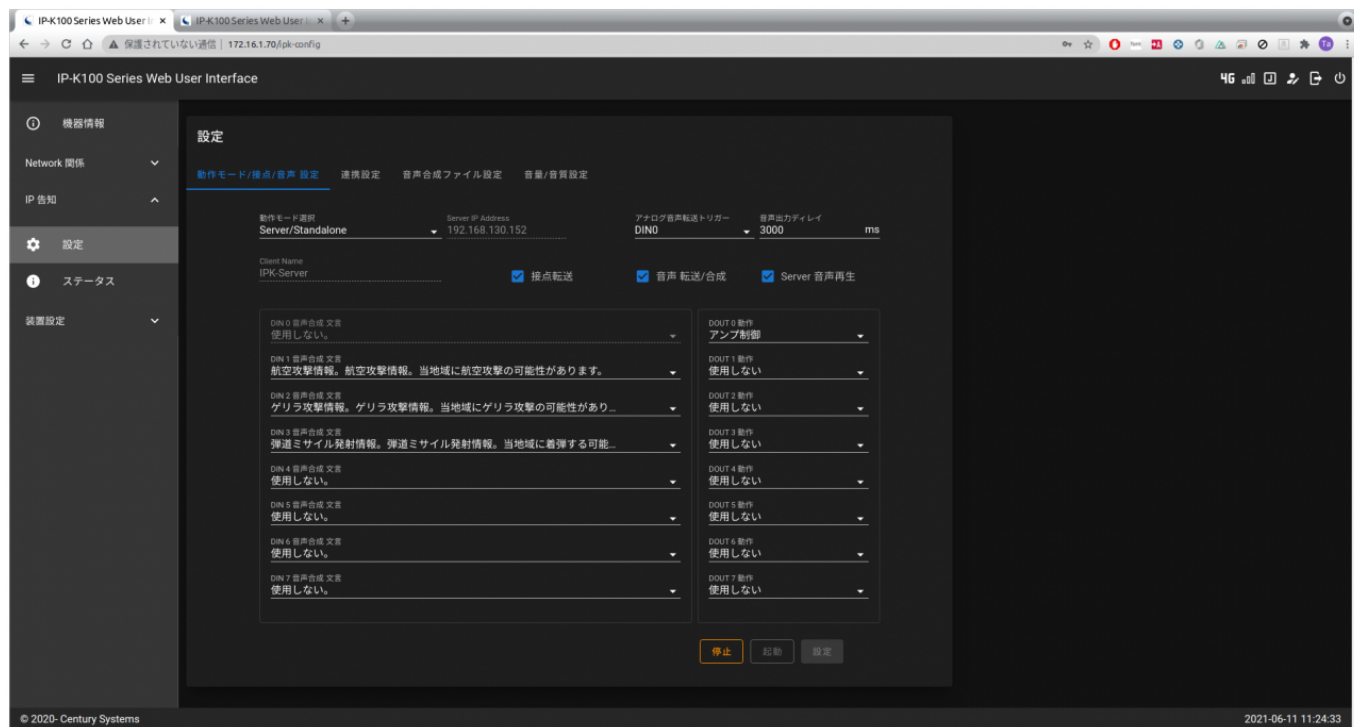 IP-K100 Series Web User In
IP-K100 Series Web User I
保護されていない通信 172.16.1.70/ipk-config
IP-K100 Series Web User Interface
4G
機器情報
Network 関係
IP 告知
設定
ステータス
装置設定
設定
動作モード/接点/音声 設定 連携設定 音声合成ファイル設定 音量/音質設定
動作モード選択 Server IP Address アナログ音声転送トリガー 音声出力ディレイ
Server/Standalone 192.168.130.152 DIN0 3000 ms
Client Name
IPK-Server 接点転送 音声 転送/合成 Server 音声再生
DIN 0 音声合成 文言 DOUT 0 動作
使用しない。 アンプ制御
DIN 1 音声合成 文言 DOUT 1 動作
航空攻撃情報。航空攻撃情報。当地域に航空攻撃の可能性があります。 使用しない
DIN 2 音声合成 文言 DOUT 2 動作
ゲリラ攻撃情報。ゲリラ攻撃情報。当地域にゲリラ攻撃の可能性があり... 使用しない
DIN 3 音声合成 文言 DOUT 3 動作
弾道ミサイル発射情報。弾道ミサイル発射情報。当地域に着弾する可能... 使用しない
DIN 4 音声合成 文言 DOUT 4 動作
使用しない。 使用しない
DIN 5 音声合成 文言 DOUT 5 動作
使用しない。 使用しない
DIN 6 音声合成 文言 DOUT 6 動作
使用しない。 使用しない
DIN 7 音声合成 文言 DOUT 7 動作
使用しない。 使用しない
停止 起動 設定
© 2020- Century Systems 2021-06-11 11:24:33